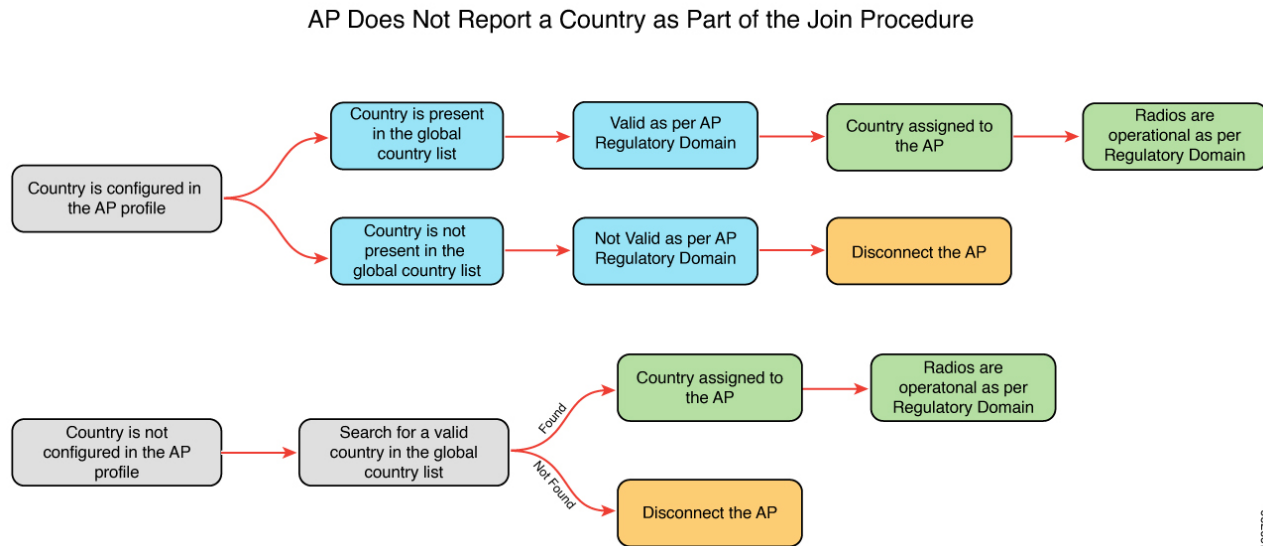 AP Does Not Report a Country as Part of the Join Procedure
Country is configured in
the AP profile
Country is present
in the global
country list
Valid as per AP
Regulatory Domain
Country assigned to
the AP
Radios are
operational as per
Regulatory Domain
Country is not
present in the
global country list
Not Valid as per AP
Regulatory Domain
Disconnect the AP
Country is not
configured in the AP
profile
Search for a valid
country in the global
country list
Found
Country assigned to
the AP
Radios are
operatonal as per
Regulatory Domain
Not Found
Disconnect the AP